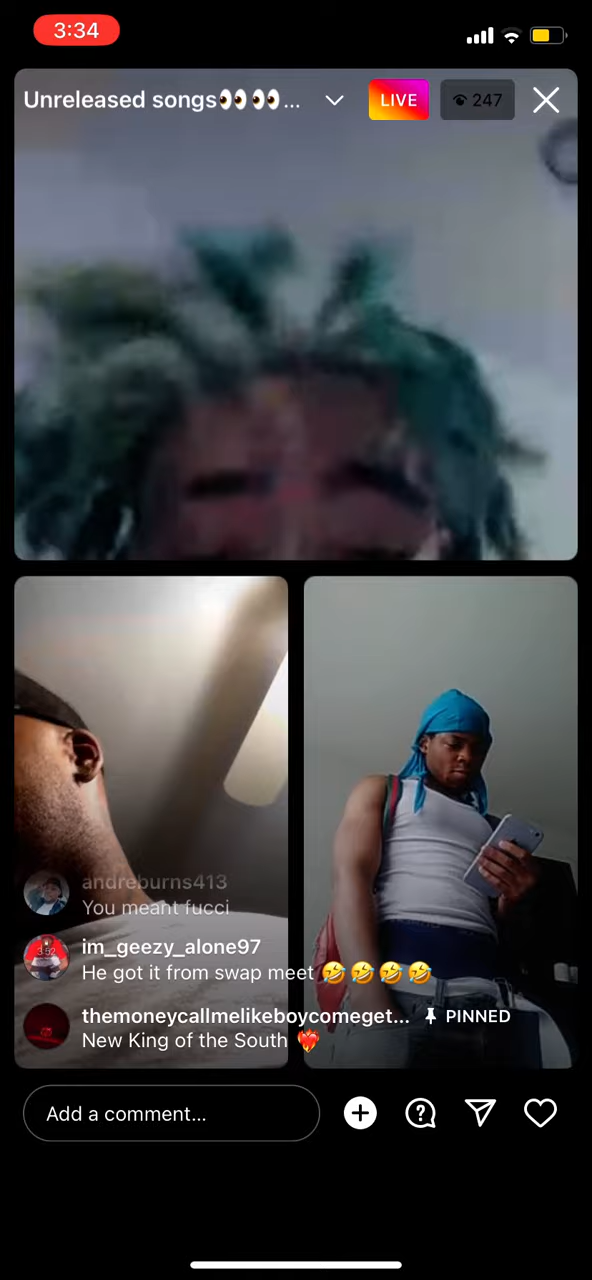 3:34
Unreleased songs👀👀...
LIVE
247
andreburns413
You meant fucci
im_geezy_alone97
He got it from swap meet 🤣🤣🤣🤣
themoneycallmelikeboycomeget... PINNED
New King of the South ❤️‍🔥
Add a comment...